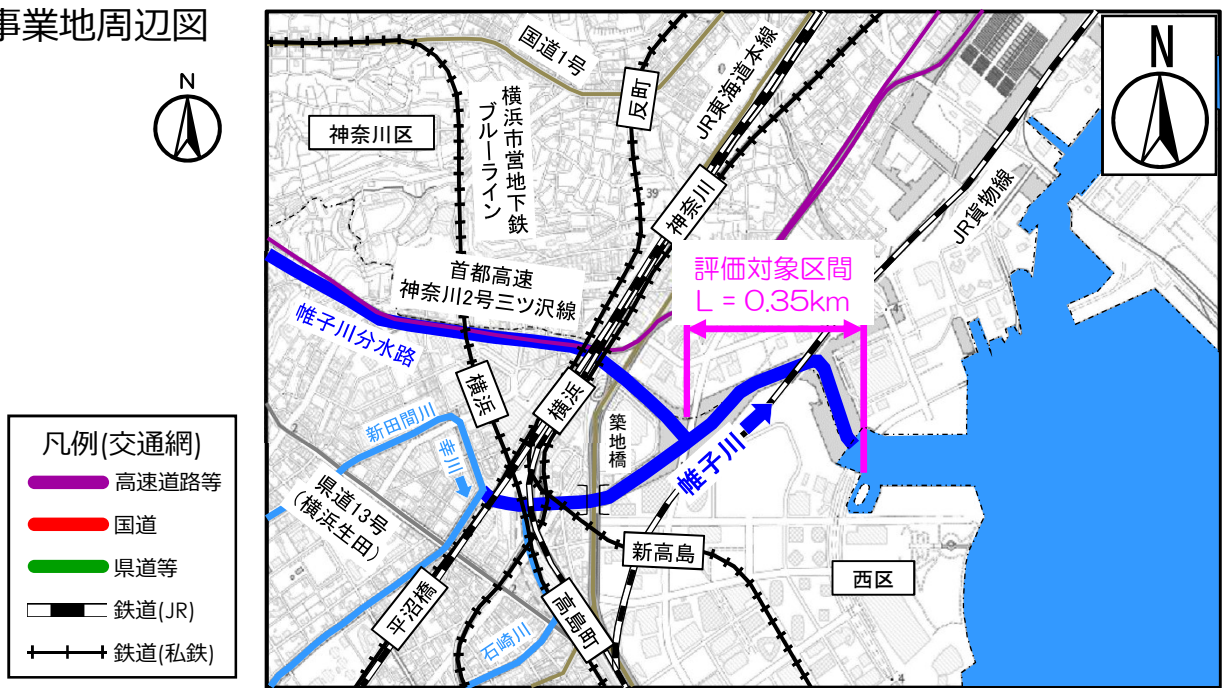 事業地周辺図
N
N
国道1号
反町
JR東海道本線
横浜市営地下鉄
ブルーライン
神奈川区
39
神奈川
JR貨物線
評価対象区間
L = 0.35km
首都高速
神奈川2号三ツ沢線
帷子川分水路
横浜
横浜
築地橋
新田間川
幸川
帷子川
県道13号
(横浜生田)
新高島
西区
平沼橋
高島町
石崎川
4
凡例(交通網)
高速道路等
国道
県道等
鉄道(JR)
鉄道(私鉄)